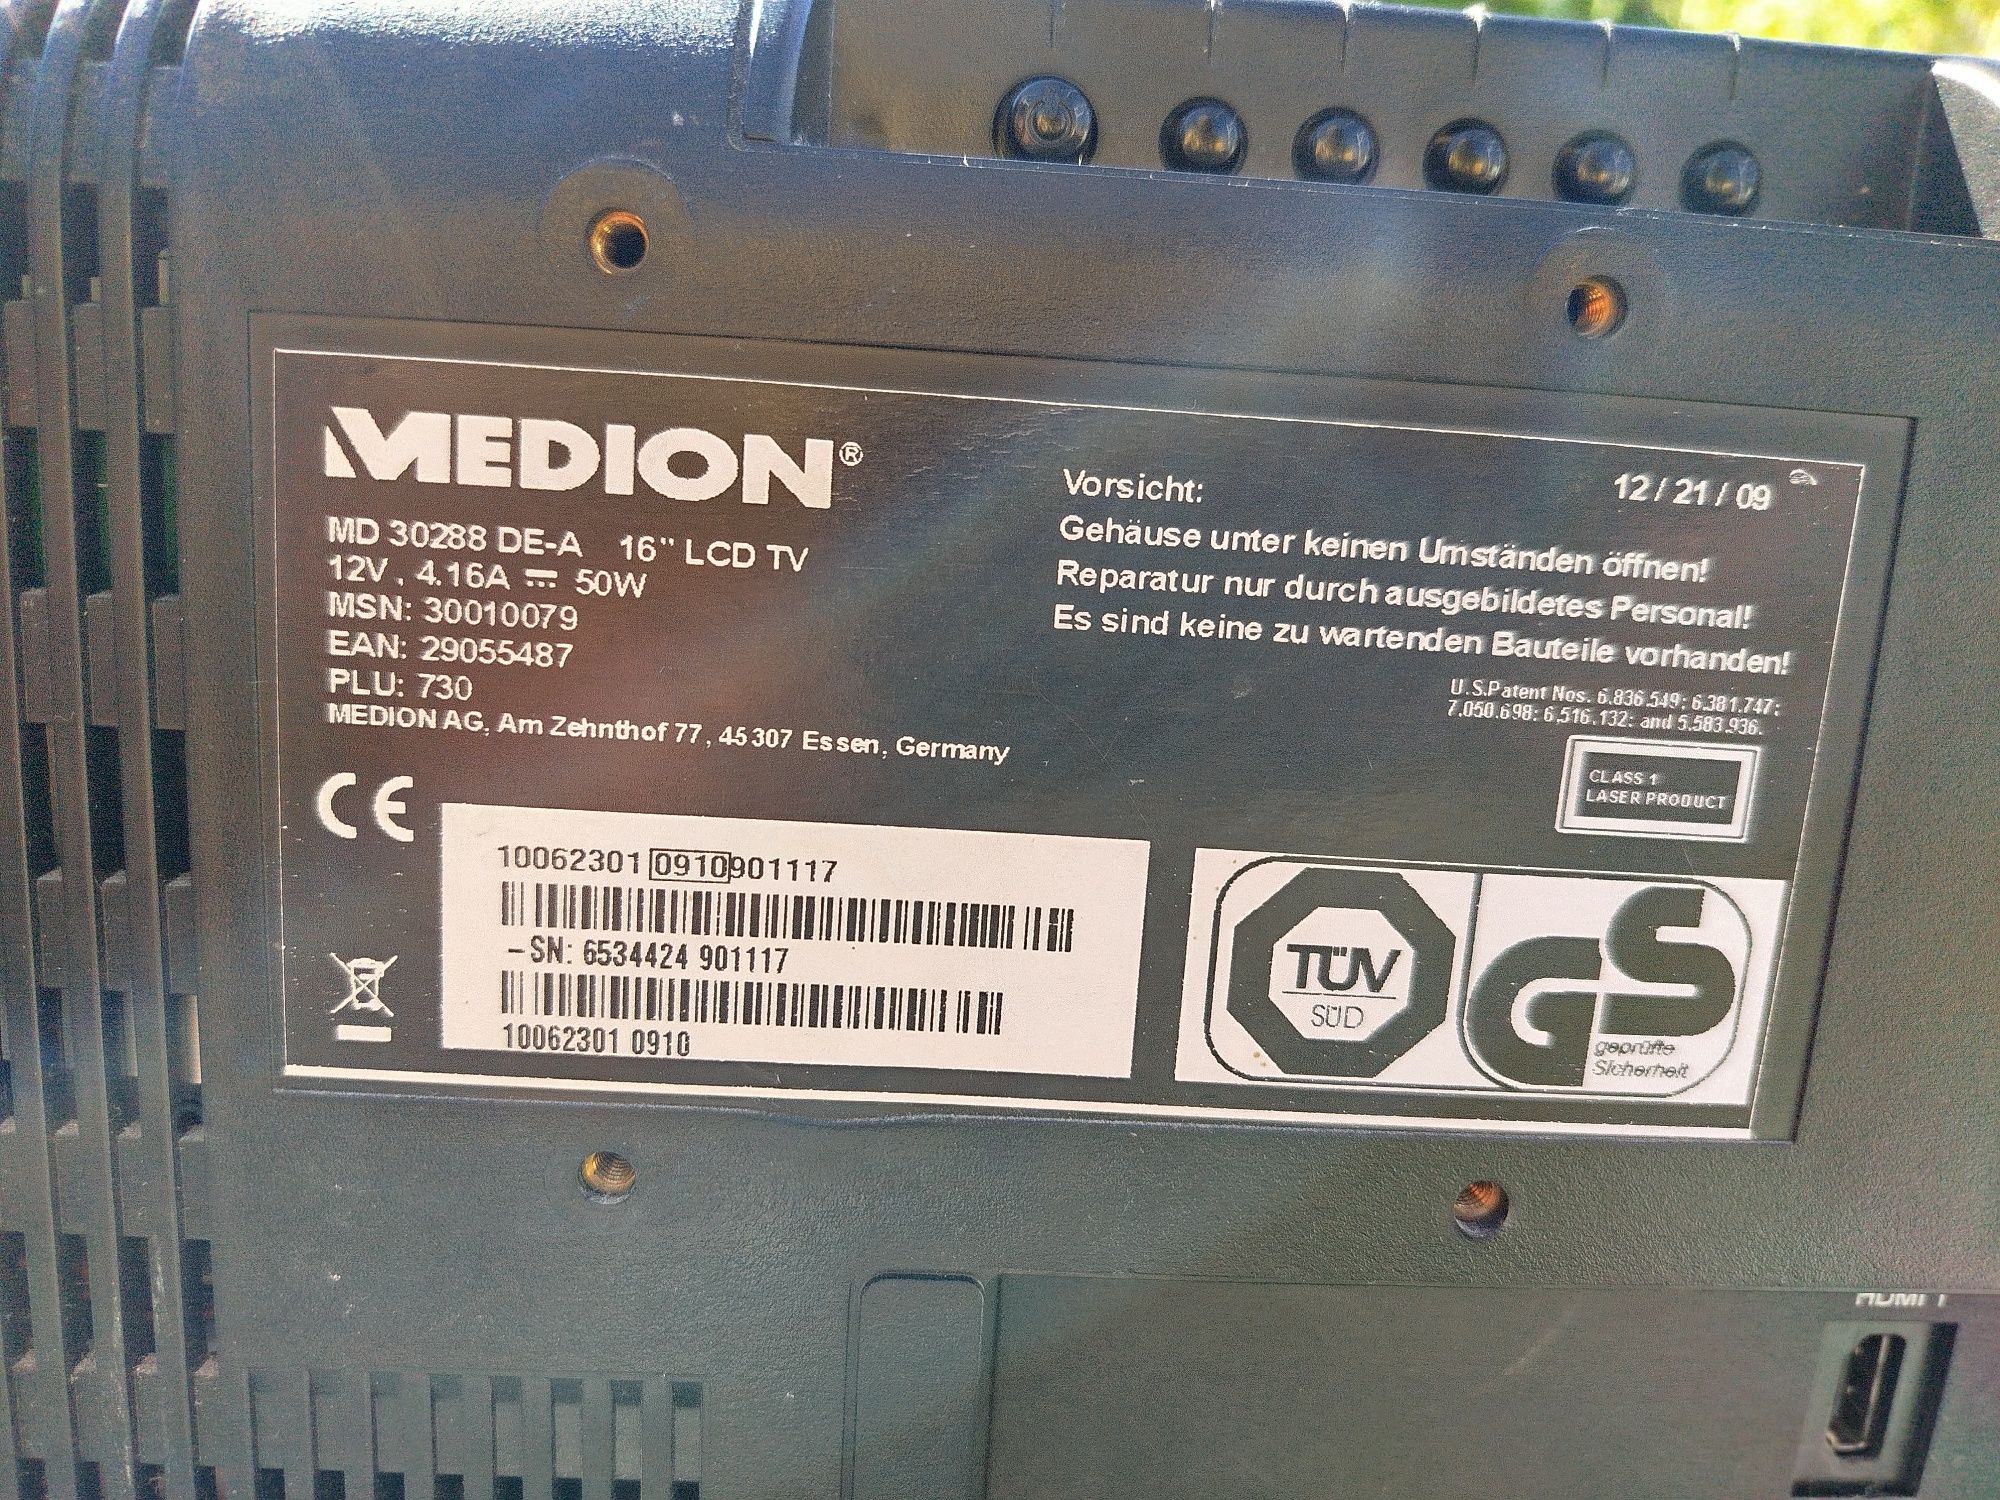 MEDION®
MD 30288 DE-A 16" LCD TV
12V , 4.16A ⎓ 50W
MSN: 30010079
EAN: 29055487
PLU: 730
MEDION AG, Am Zehnthof 77, 45307 Essen, Germany
12 / 21 / 09
Vorsicht:
Gehäuse unter keinen Umständen öffnen!
Reparatur nur durch ausgebildetes Personal!
Es sind keine zu wartenden Bauteile vorhanden!
U.S.Patent Nos. 6.836.549; 6.381.747;
7.050.698; 6,516.132; and 5.583.936.
CLASS 1
LASER PRODUCT
CE
10062301 0910901117
-SN: 6534424 901117
10062301 0910
TÜV
SÜD
GS
geprüfte
Sicherheit
HDMI 1